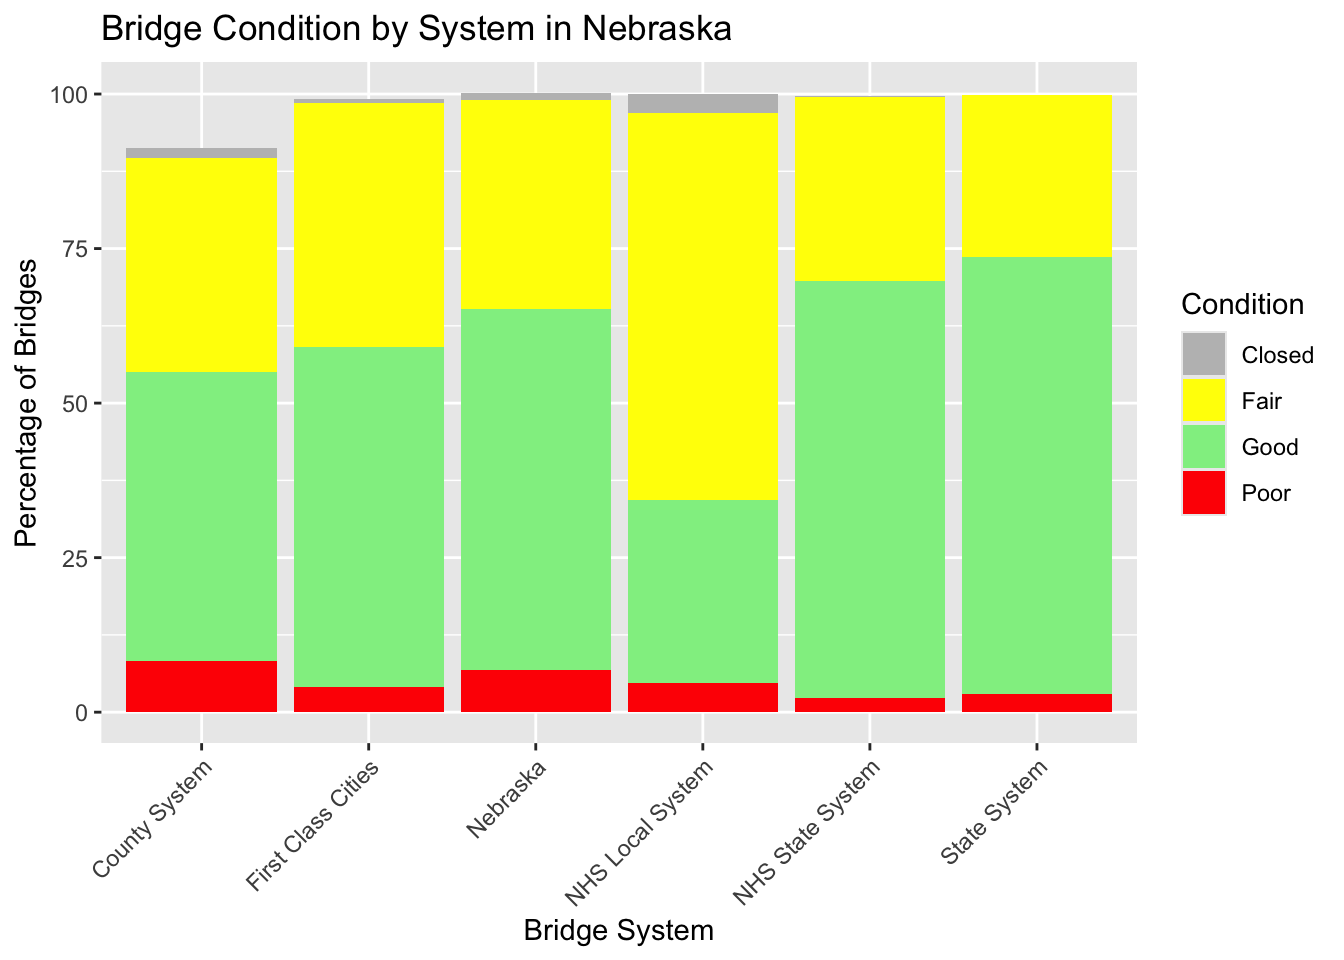 Bridge Condition by System in Nebraska
100
75
50
25
0
Percentage of Bridges
County System
First Class Cities
Nebraska
NHS Local System
NHS State System
State System
Bridge System
Condition
Closed
Fair
Good
Poor